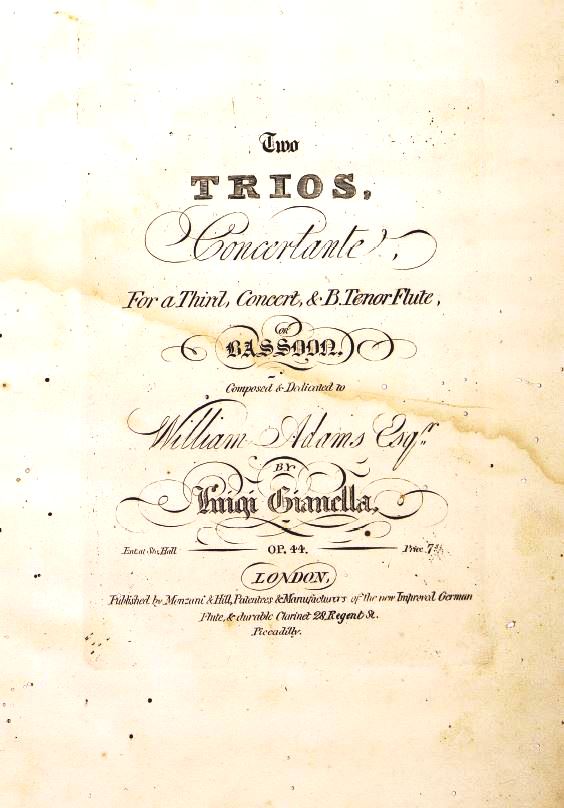 Two
TRIOS,
Concertante,
For a Third, Concert, & B. Tenor Flute,
or
BASSOON.
Composed & Dedicated to
William Adams Esqr.
BY
Luigi Gianella.
Ent. at Sta. Hall OP. 44. Price 7s/.
LONDON,
Published by Monzani & Hill, Patentees & Manufacturers of the new Improved German
Flute, & durable Clarinet 28, Regent St.
Piccadilly.